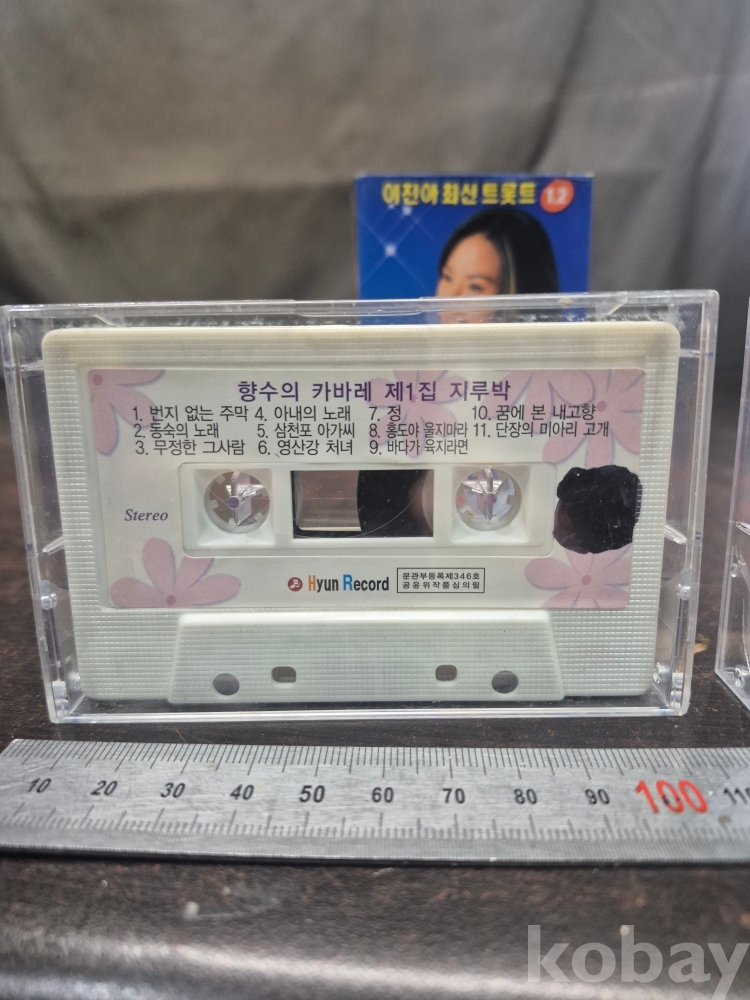 이진아 최신 트롯트 1.2
향수의 카바레 제1집 지루박
1. 번지 없는 주막 4. 아내의 노래 7. 정 10. 꿈에 본 내고향
2. 동숙의 노래 5. 삼천포 아가씨 8. 홍도야 울지마라 11. 단장의 미아리 고개
3. 무정한 그사람 6. 영산강 처녀 9. 바다가 육지라면
Stereo
Hyun Record
문관부등록제346호
공윤위작품심의필
10 20 30 40 50 60 70 80 90 100 110
kobay